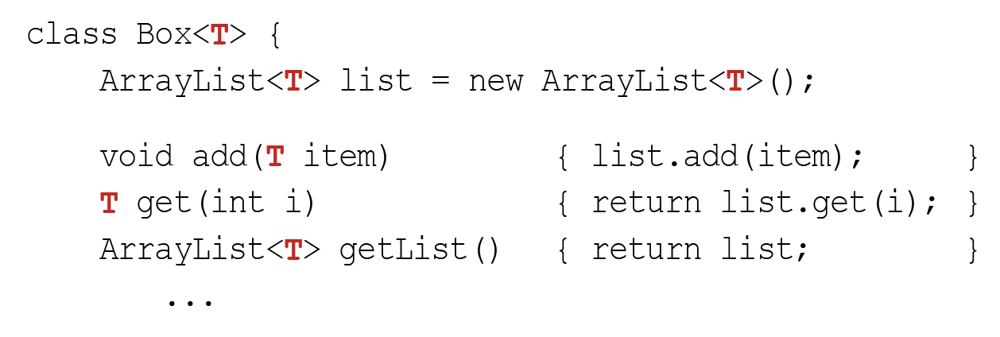 class Box<T> {
    ArrayList<T> list = new ArrayList<T>();
    void add(T item)         { list.add(item);      }
    T get(int i)             { return list.get(i);  }
    ArrayList<T> getList()   { return list;         }
        ...